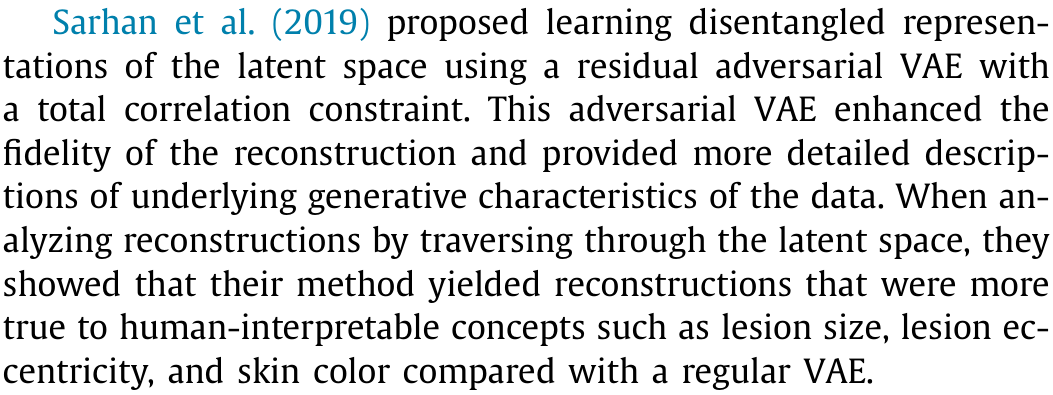 Sarhan et al. (2019) proposed learning disentangled represen-
tations of the latent space using a residual adversarial VAE with
a total correlation constraint. This adversarial VAE enhanced the
fidelity of the reconstruction and provided more detailed descrip-
tions of underlying generative characteristics of the data. When an-
alyzing reconstructions by traversing through the latent space, they
showed that their method yielded reconstructions that were more
true to human-interpretable concepts such as lesion size, lesion ec-
centricity, and skin color compared with a regular VAE.